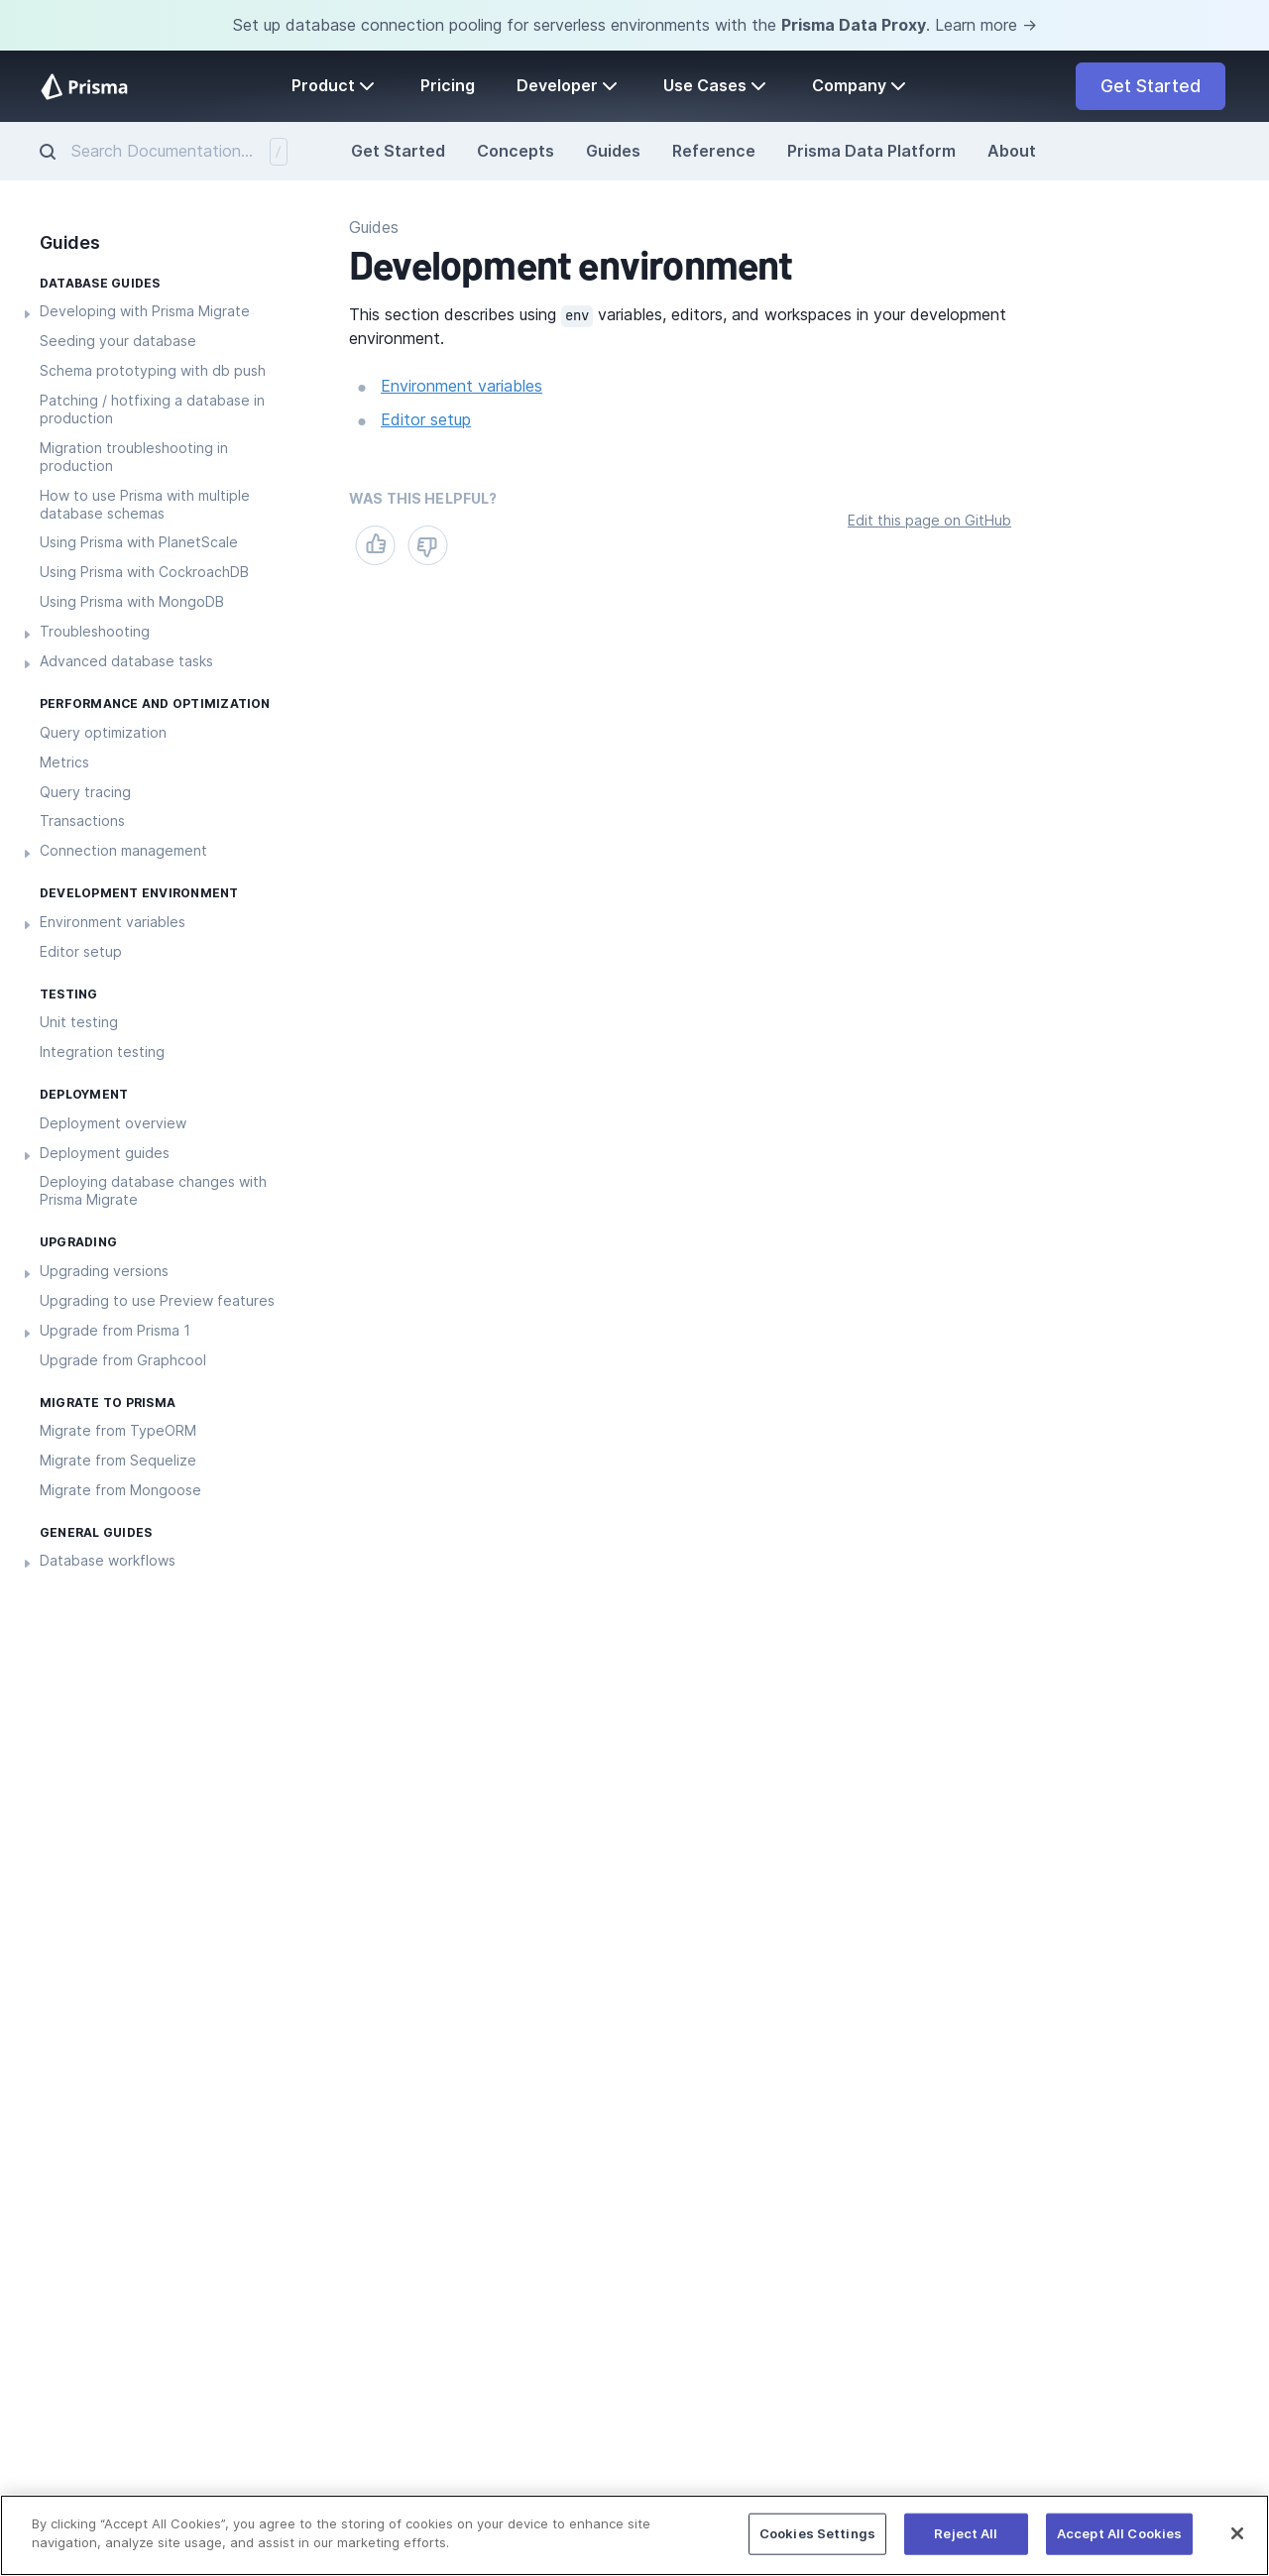 Set up database connection pooling for serverless environments with the Prisma Data Proxy. Learn more →
Prisma
Product
Pricing
Developer
Use Cases
Company
Get Started
Search Documentation...
/
Get Started
Concepts
Guides
Reference
Prisma Data Platform
About
Guides
DATABASE GUIDES
Developing with Prisma Migrate
Seeding your database
Schema prototyping with db push
Patching / hotfixing a database in
production
Migration troubleshooting in
production
How to use Prisma with multiple
database schemas
Using Prisma with PlanetScale
Using Prisma with CockroachDB
Using Prisma with MongoDB
Troubleshooting
Advanced database tasks
PERFORMANCE AND OPTIMIZATION
Query optimization
Metrics
Query tracing
Transactions
Connection management
DEVELOPMENT ENVIRONMENT
Environment variables
Editor setup
TESTING
Unit testing
Integration testing
DEPLOYMENT
Deployment overview
Deployment guides
Deploying database changes with
Prisma Migrate
UPGRADING
Upgrading versions
Upgrading to use Preview features
Upgrade from Prisma 1
Upgrade from Graphcool
MIGRATE TO PRISMA
Migrate from TypeORM
Migrate from Sequelize
Migrate from Mongoose
GENERAL GUIDES
Database workflows
Guides
Development environment
This section describes using env variables, editors, and workspaces in your development
environment.
Environment variables
Editor setup
WAS THIS HELPFUL?
Edit this page on GitHub
By clicking “Accept All Cookies”, you agree to the storing of cookies on your device to enhance site
navigation, analyze site usage, and assist in our marketing efforts.
Cookies Settings
Reject All
Accept All Cookies